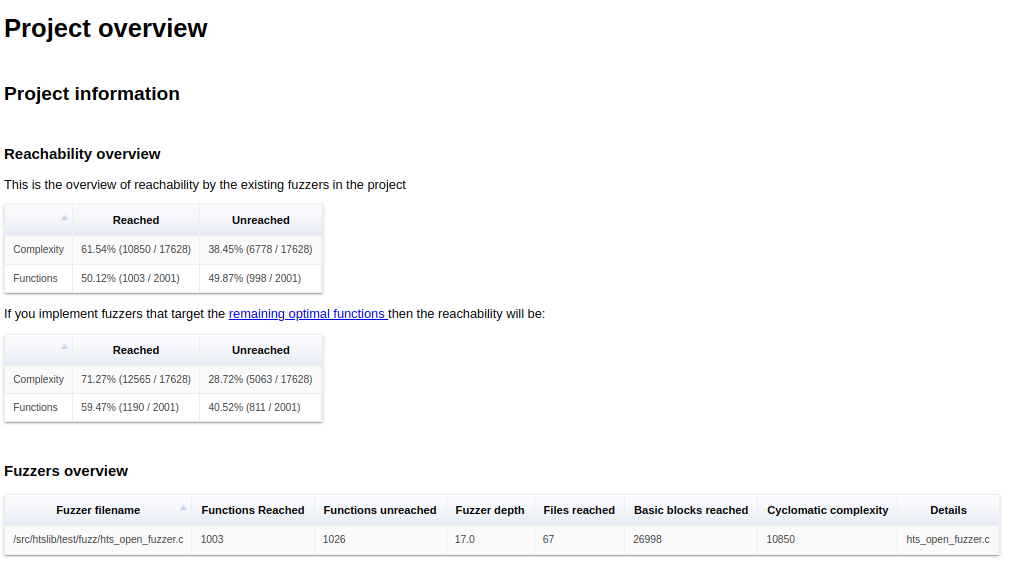 Project overview
Project information
Reachability overview
This is the overview of reachability by the existing fuzzers in the project
Reached Unreached
Complexity 61.54% (10850 / 17628) 38.45% (6778 / 17628)
Functions 50.12% (1003 / 2001) 49.87% (998 / 2001)
If you implement fuzzers that target the remaining optimal functions then the reachability will be:
Reached Unreached
Complexity 71.27% (12565 / 17628) 28.72% (5063 / 17628)
Functions 59.47% (1190 / 2001) 40.52% (811 / 2001)
Fuzzers overview
Fuzzer filename Functions Reached Functions unreached Fuzzer depth Files reached Basic blocks reached Cyclomatic complexity Details
/src/htslib/test/fuzz/hts_open_fuzzer.c 1003 1026 17.0 67 26998 10850 hts_open_fuzzer.c